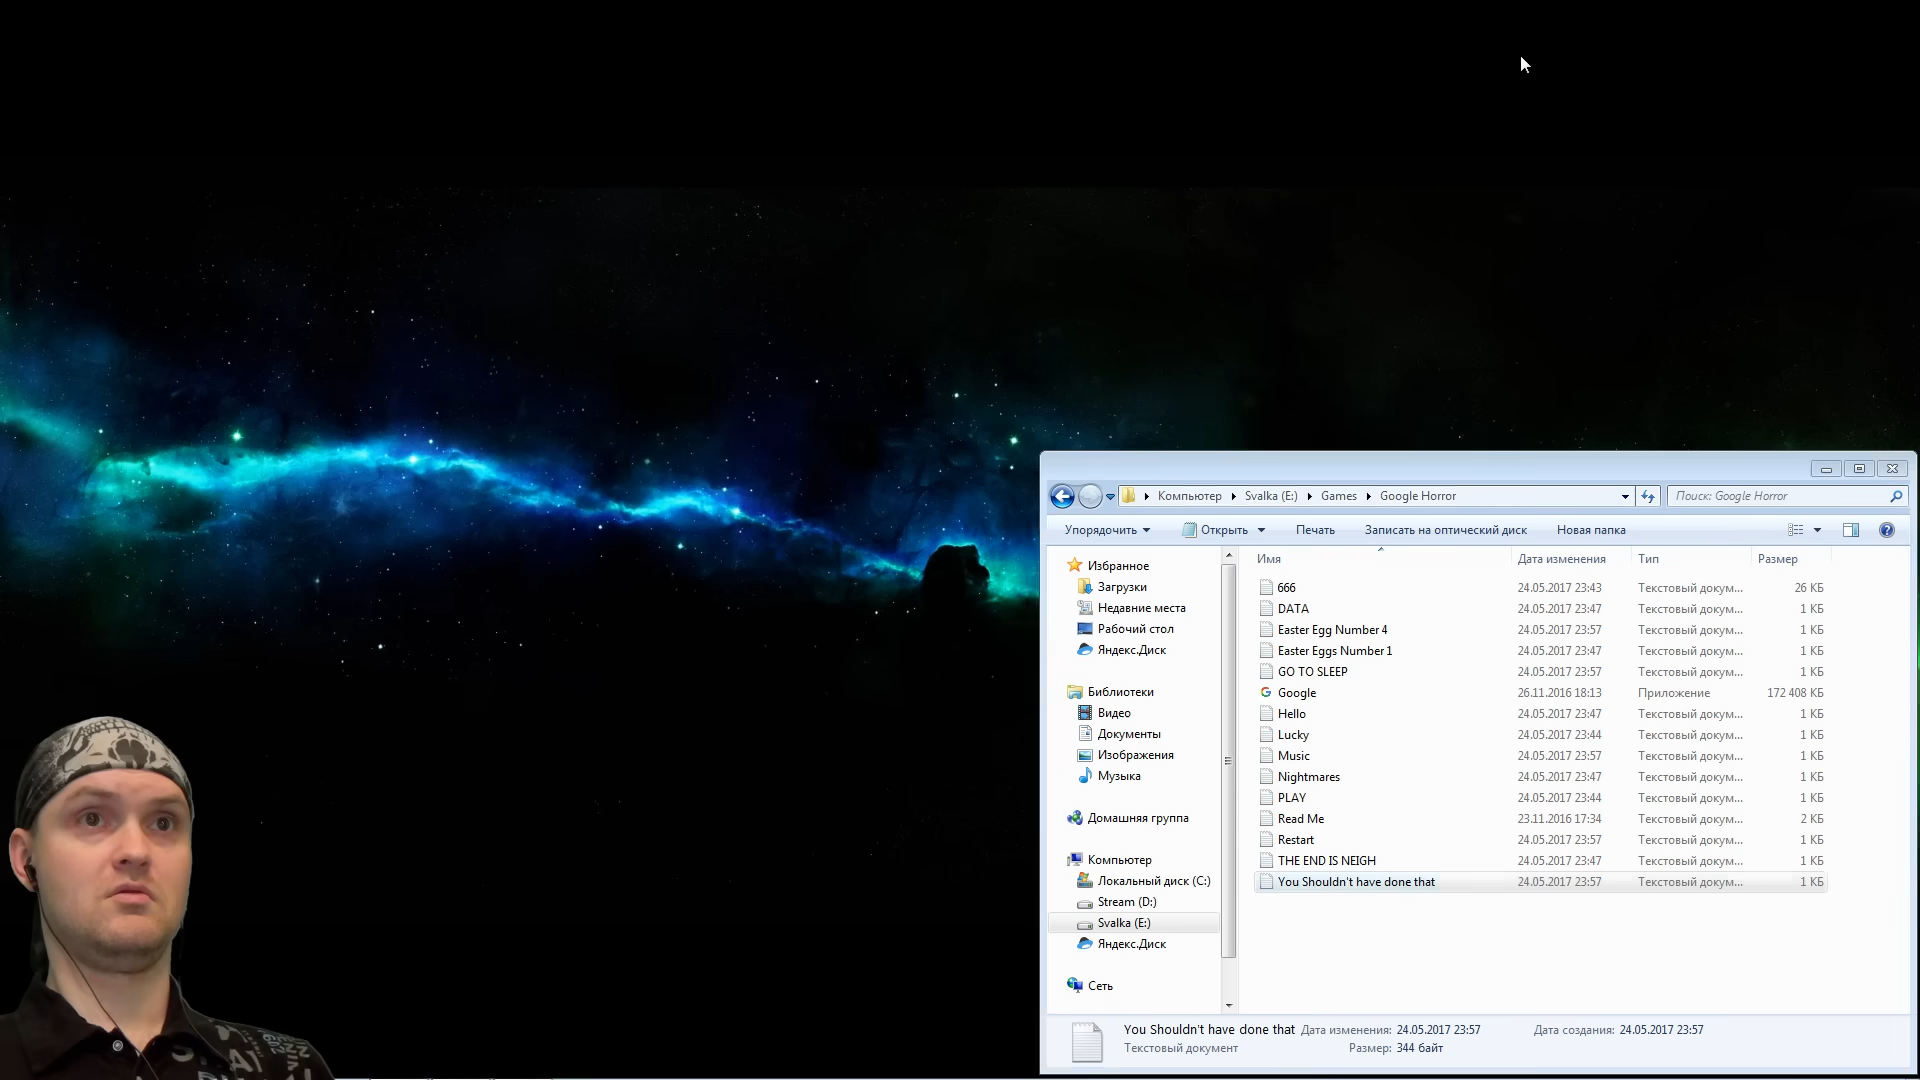 Компьютер Svalka (E:) Games Google Horror Поиск: Google Horror
Упорядочить Открыть Печать Записать на оптический диск Новая папка
Избранное
Загрузки
Недавние места
Рабочий стол
Яндекс.Диск
Библиотеки
Видео
Документы
Изображения
Музыка
Домашняя группа
Компьютер
Локальный диск (C:)
Stream (D:)
Svalka (E:)
Яндекс.Диск
Сеть
Имя Дата изменения Тип Размер
666 24.05.2017 23:43 Текстовый докум... 26 КБ
DATA 24.05.2017 23:47 Текстовый докум... 1 КБ
Easter Egg Number 4 24.05.2017 23:57 Текстовый докум... 1 КБ
Easter Eggs Number 1 24.05.2017 23:47 Текстовый докум... 1 КБ
GO TO SLEEP 24.05.2017 23:57 Текстовый докум... 1 КБ
Google 26.11.2016 18:13 Приложение 172 408 КБ
Hello 24.05.2017 23:47 Текстовый докум... 1 КБ
Lucky 24.05.2017 23:44 Текстовый докум... 1 КБ
Music 24.05.2017 23:57 Текстовый докум... 1 КБ
Nightmares 24.05.2017 23:47 Текстовый докум... 1 КБ
PLAY 24.05.2017 23:44 Текстовый докум... 1 КБ
Read Me 23.11.2016 17:34 Текстовый докум... 2 КБ
Restart 24.05.2017 23:57 Текстовый докум... 1 КБ
THE END IS NEIGH 24.05.2017 23:47 Текстовый докум... 1 КБ
You Shouldn't have done that 24.05.2017 23:57 Текстовый докум... 1 КБ
You Shouldn't have done that Дата изменения: 24.05.2017 23:57 Дата создания: 24.05.2017 23:57
Текстовый документ Размер: 344 байт